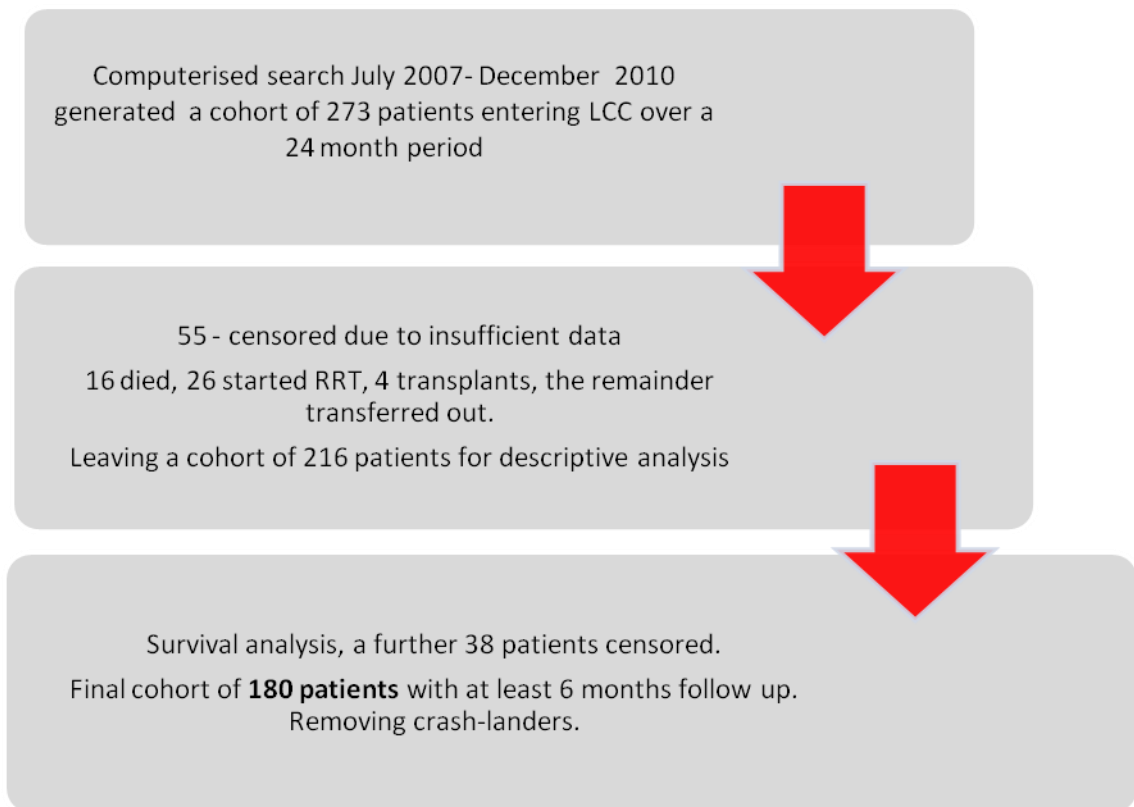 Computerised search July 2007- December 2010
generated a cohort of 273 patients entering LCC over a
24 month period
55 - censored due to insufficient data
16 died, 26 started RRT, 4 transplants, the remainder
transferred out.
Leaving a cohort of 216 patients for descriptive analysis
Survival analysis, a further 38 patients censored.
Final cohort of 180 patients with at least 6 months follow up.
Removing crash-landers.